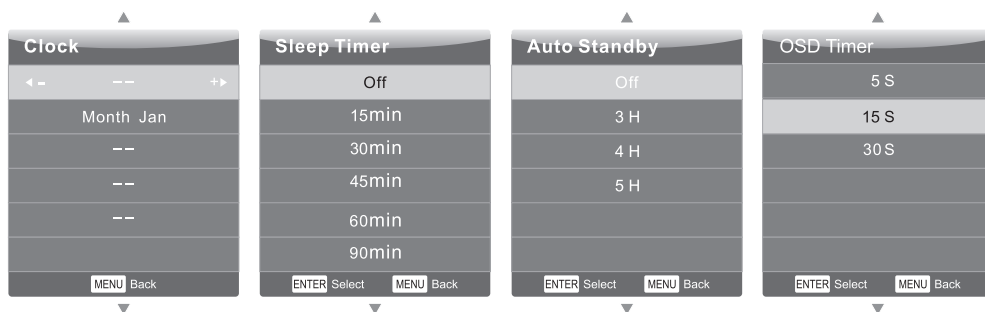 Clock
- -- +
Month Jan
--
--
--
MENU Back
Sleep Timer
Off
15min
30min
45min
60min
90min
ENTER Select MENU Back
Auto Standby
Off
3 H
4 H
5 H
ENTER Select MENU Back
OSD Timer
5 S
15 S
30 S
ENTER Select MENU Back